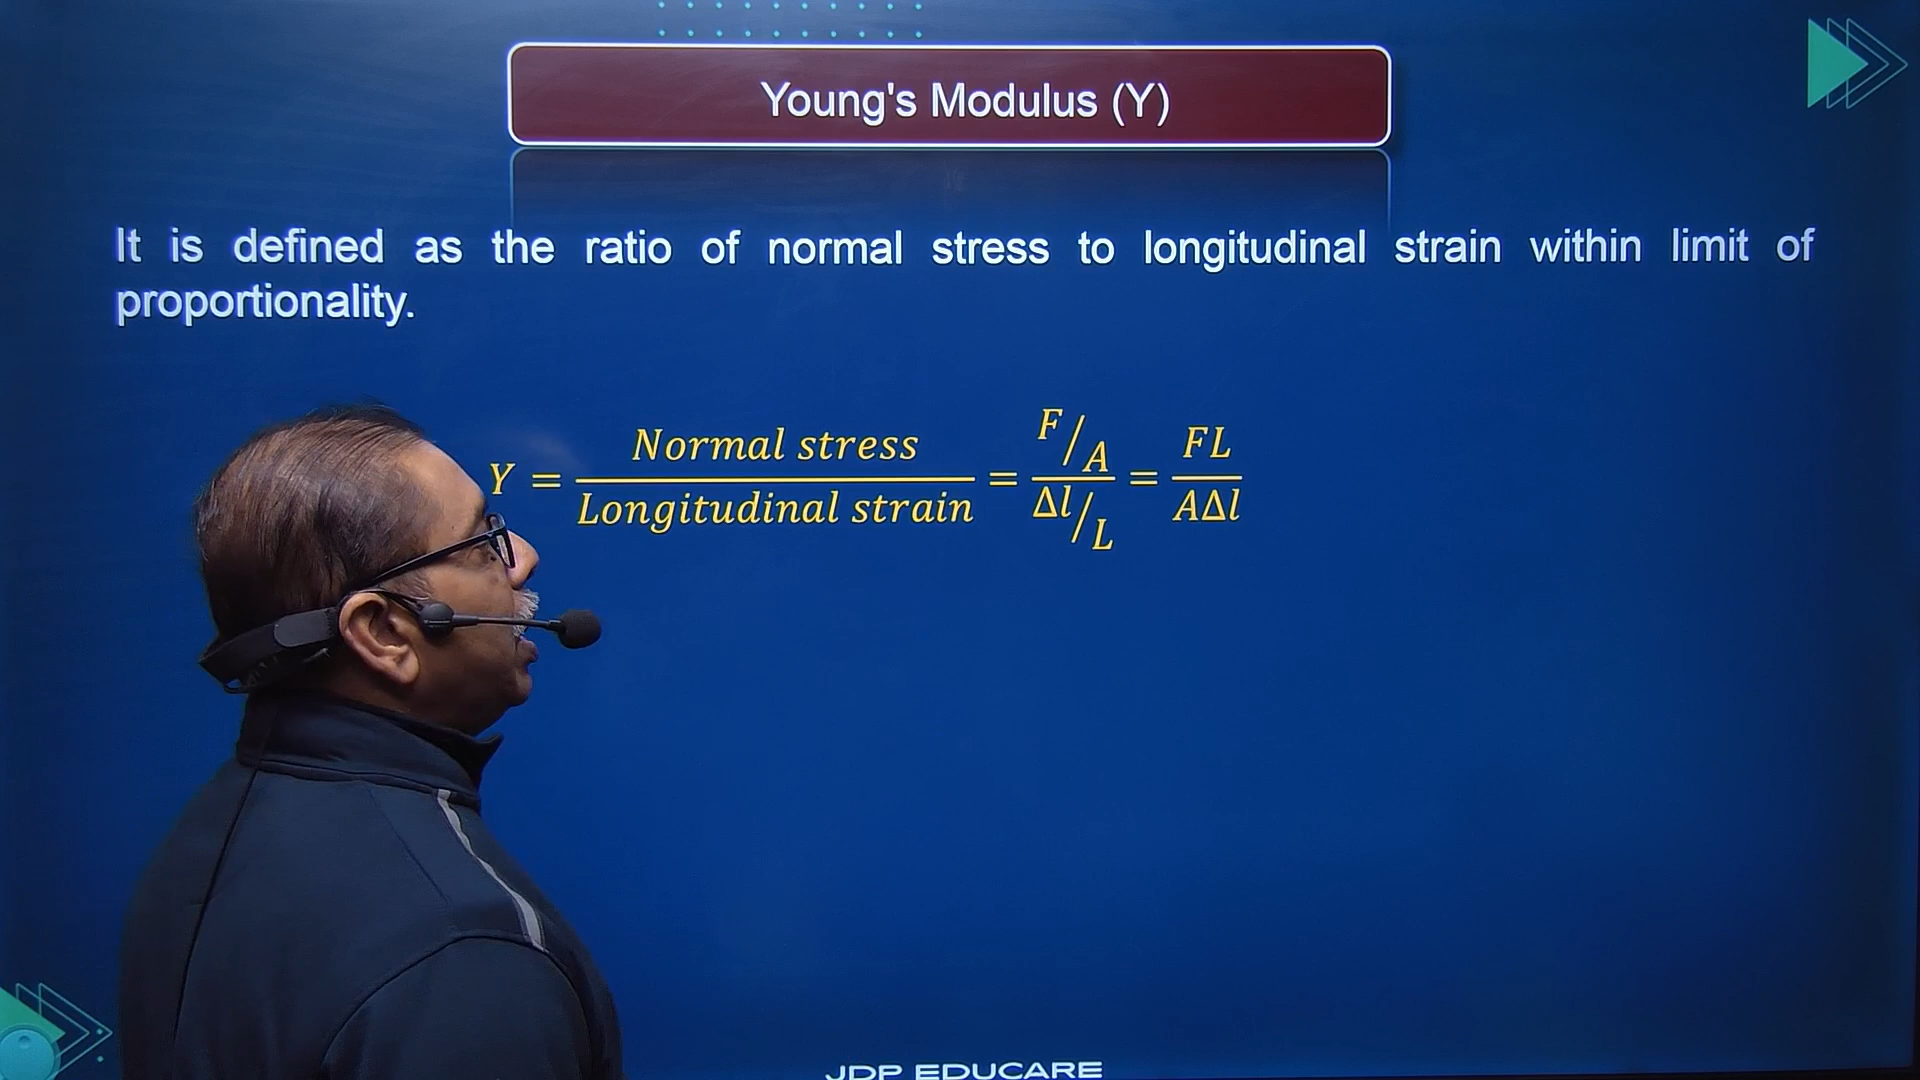 Young's Modulus (Y)
It is defined as the ratio of normal stress to longitudinal strain within limit of
proportionality.
Y = Normal stress / Longitudinal strain = F/A / Δl/L = FL / AΔl
JDP EDUCARE